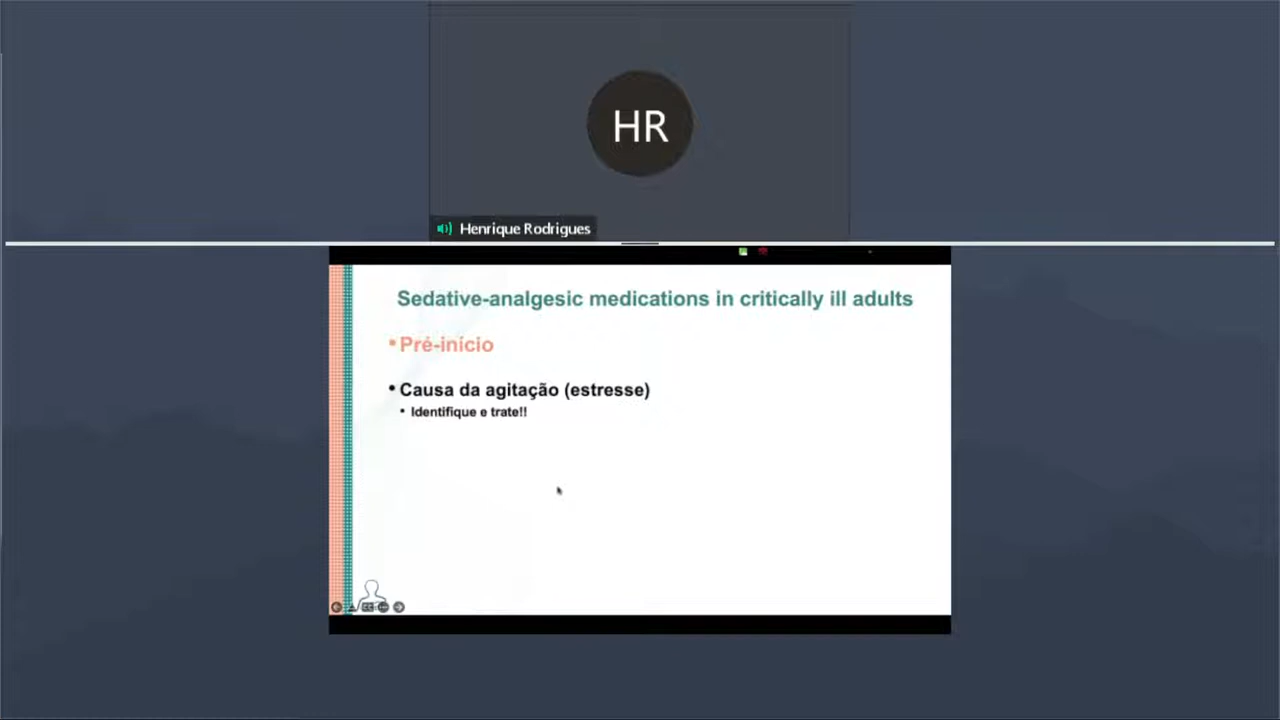 HR
Henrique Rodrigues
Sedative-analgesic medications in critically ill adults
•Pré-início
•Causa da agitação (estresse)
• Identifique e trate!!